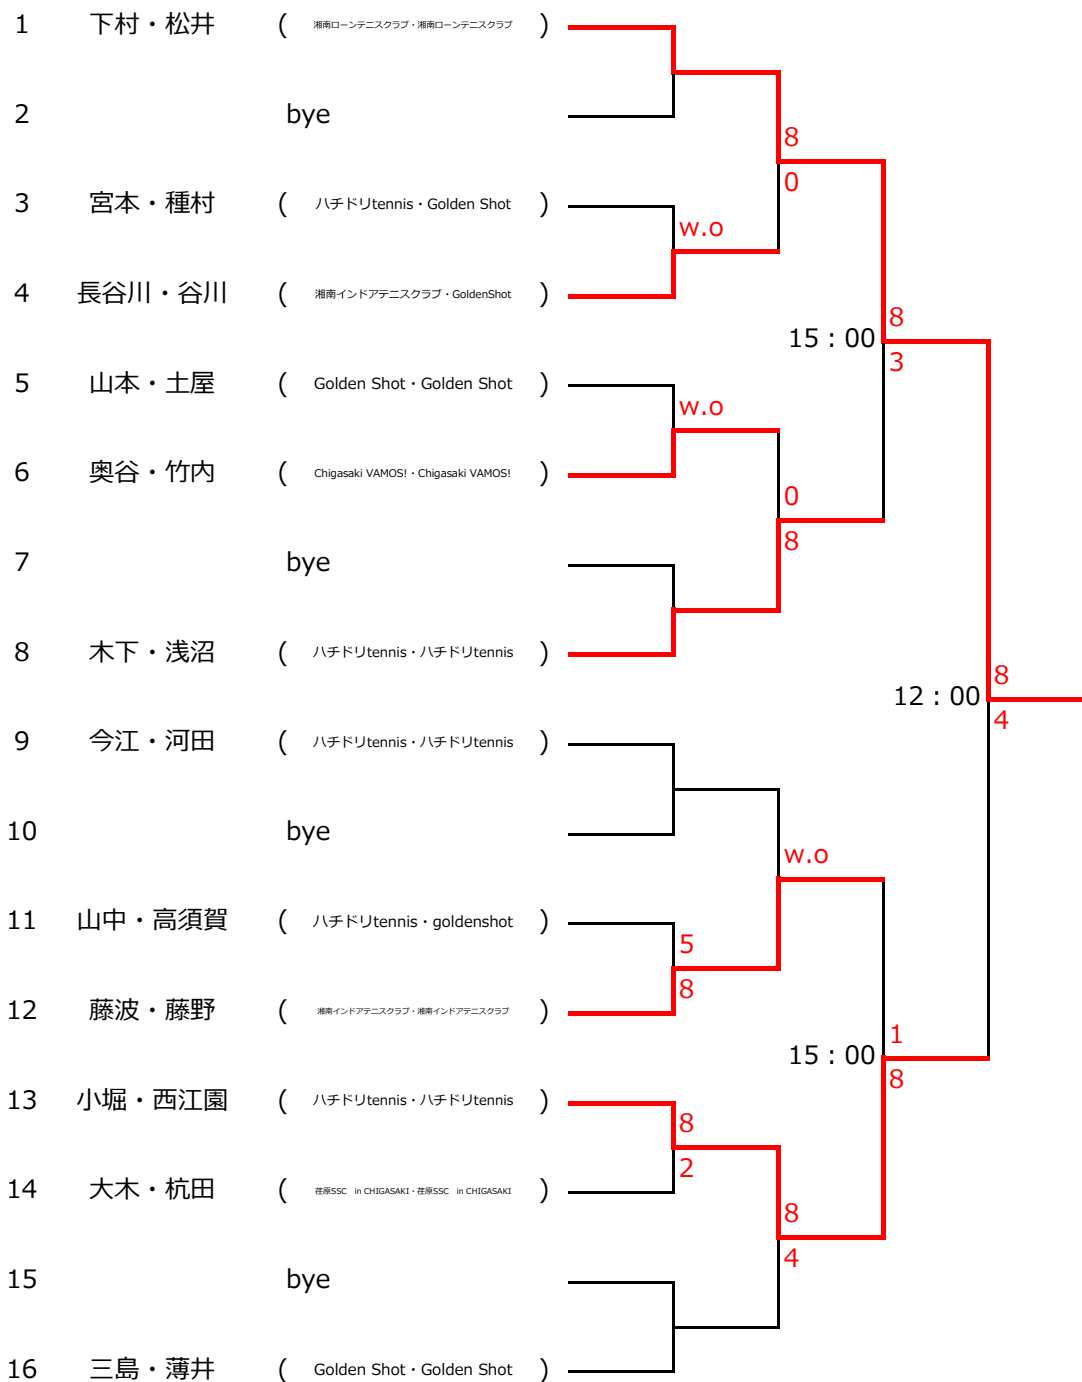 1 下村・松井 ( 湘南ローンテニスクラブ・湘南ローンテニスクラブ )
2 bye
8
0
3 宮本・種村 ( ハチドリtennis・Golden Shot )
w.o
4 長谷川・谷川 ( 湘南インドアテニスクラブ・GoldenShot )
8
15：00
3
5 山本・土屋 ( Golden Shot・Golden Shot )
w.o
6 奥谷・竹内 ( Chigasaki VAMOS!・Chigasaki VAMOS! )
0
8
7 bye
8 木下・浅沼 ( ハチドリtennis・ハチドリtennis )
8
12：00
4
9 今江・河田 ( ハチドリtennis・ハチドリtennis )
10 bye
w.o
11 山中・高須賀 ( ハチドリtennis・goldenshot )
5
8
12 藤波・藤野 ( 湘南インドアテニスクラブ・湘南インドアテニスクラブ )
1
15：00
8
13 小堀・西江園 ( ハチドリtennis・ハチドリtennis )
8
2
14 大木・杭田 ( 荏原SSC in CHIGASAKI・荏原SSC in CHIGASAKI )
8
4
15 bye
16 三島・薄井 ( Golden Shot・Golden Shot )